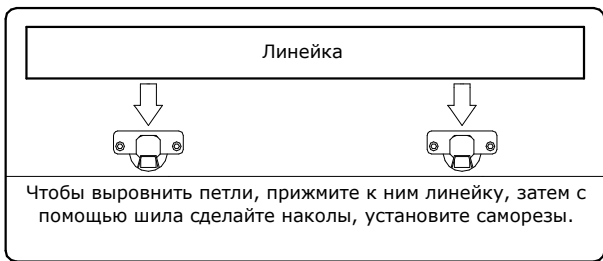 Линейка
Чтобы выровнить петли, прижмите к ним линейку, затем с
помощью шила сделайте наколы, установите саморезы.